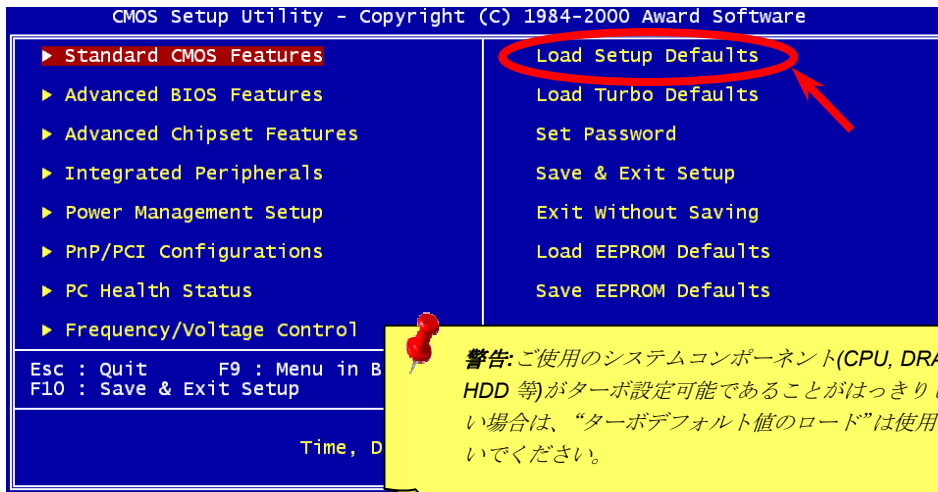 CMOS Setup Utility – Copyright (C) 1984-2000 Award Software
▶ Standard CMOS Features
▶ Advanced BIOS Features
▶ Advanced Chipset Features
▶ Integrated Peripherals
▶ Power Management Setup
▶ PnP/PCI Configurations
▶ PC Health Status
▶ Frequency/Voltage Control
Load Setup Defaults
Load Turbo Defaults
Set Password
Save & Exit Setup
Exit Without Saving
Load EEPROM Defaults
Save EEPROM Defaults
Esc : Quit F9 : Menu in B
F10 : Save & Exit Setup
Time, D
警告:ご使用のシステムコンポーネント(CPU, DRA
HDD 等)がターボ設定可能であることがはっきりし
い場合は、“ターボデフォルト値のロード”は使用
いでください。